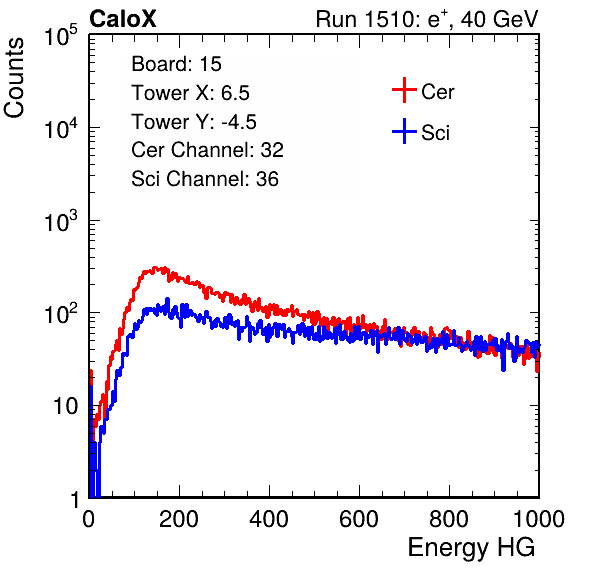 CaloX
Run 1510: e⁺, 40 GeV
Counts
10⁵
10⁴
10³
10²
10
1
Board: 15
Tower X: 6.5
Tower Y: -4.5
Cer Channel: 32
Sci Channel: 36
Cer
Sci
0 200 400 600 800 1000
Energy HG